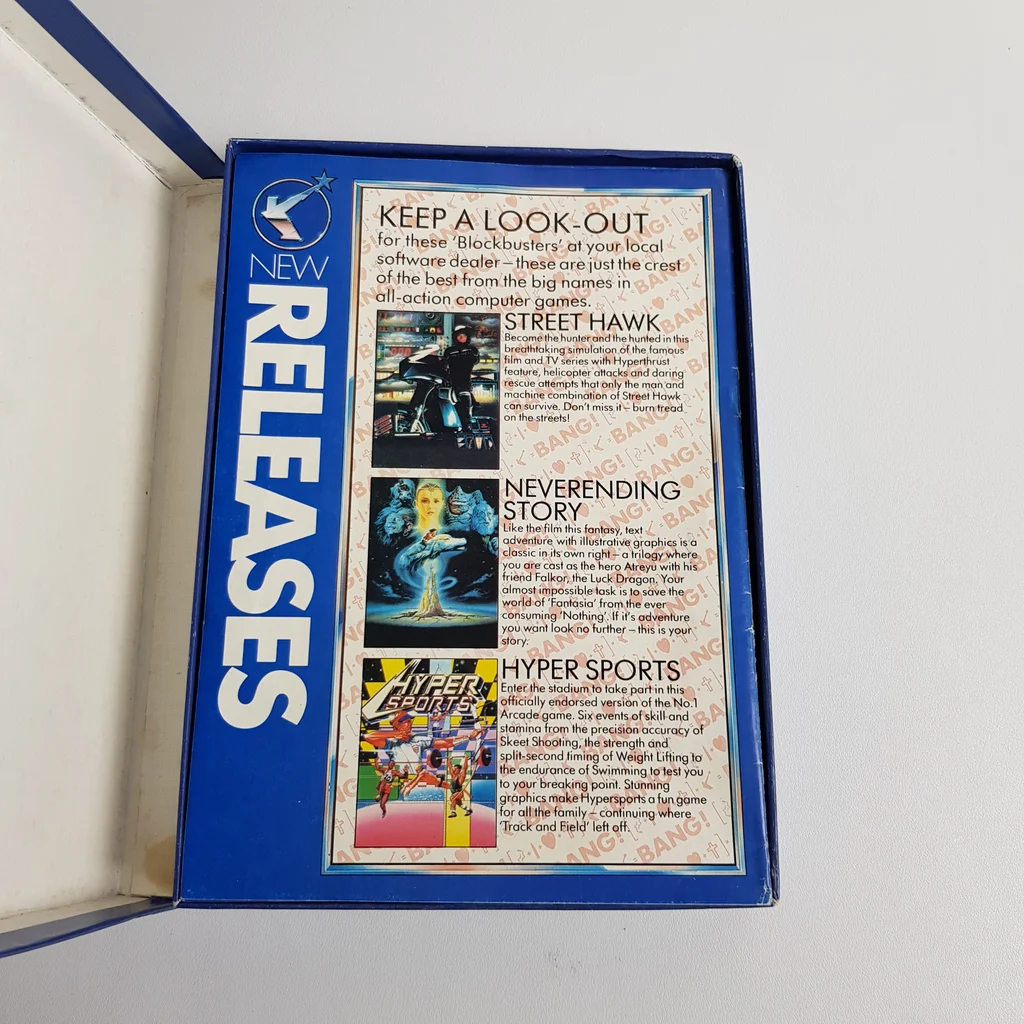 NEW
RELEASES
KEEP A LOOK-OUT
for these 'Blockbusters' at your local
software dealer – these are just the crest
of the best from the big names in
all-action computer games.
STREET HAWK
Become the hunter and the hunted in this
breathtaking simulation of the famous
film and TV series with Hyperthrust
feature, helicopter attacks and daring
rescue attempts that only the man and
machine combination of Street Hawk
can survive. Don't miss it – burn tread
on the streets!
NEVERENDING
STORY
Like the film this fantasy, text
adventure with illustrative graphics is a
classic in its own right – a trilogy where
you are cast as the hero Atreyu with his
friend Falkor, the Luck Dragon. Your
almost impossible task is to save the
world of 'Fantasia' from the ever
consuming 'Nothing'. If it's adventure
you want look no further – this is your
story.
HYPER SPORTS
HYPER
SPORTS
Enter the stadium to take part in this
officially endorsed version of the No.1
Arcade game. Six events of skill and
stamina from the precision accuracy of
Skeet Shooting, the strength and
split-second timing of Weight Lifting to
the endurance of Swimming to test you
to your breaking point. Stunning
graphics make Hypersports a fun game
for all the family – continuing where
'Track and Field' left off.
BANG!
BANG!
BANG!
BANG!